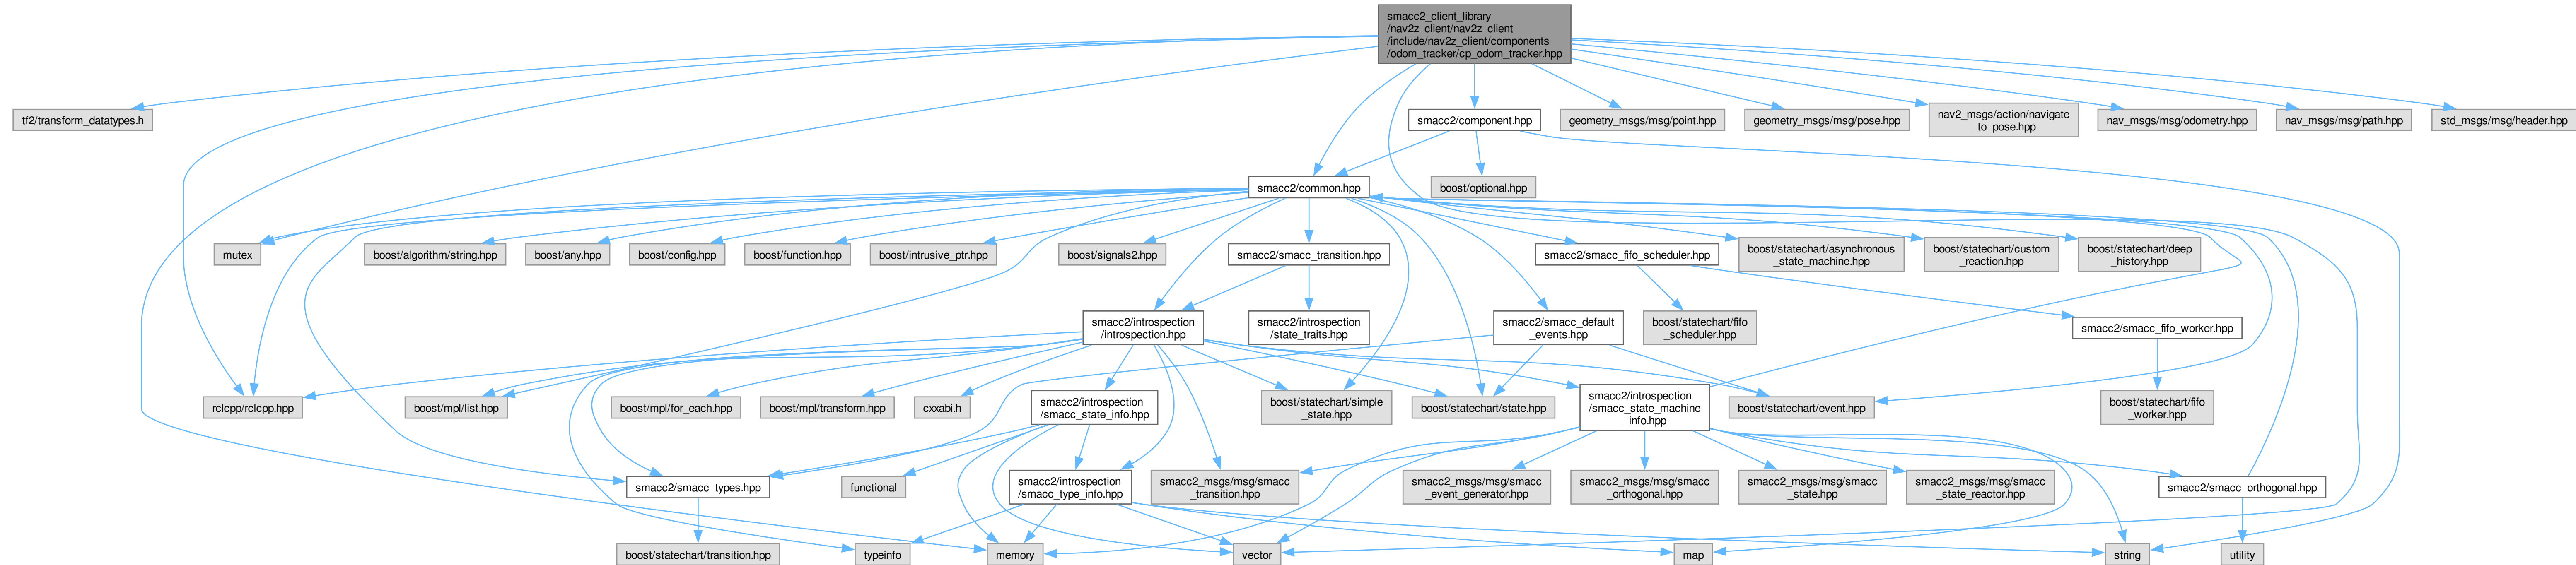 smacc2_client_library
/nav2z_client/nav2z_client
/include/nav2z_client/components
/odom_tracker/cp_odom_tracker.hpp
tf2/transform_datatypes.h
smacc2/component.hpp
geometry_msgs/msg/point.hpp
geometry_msgs/msg/pose.hpp
nav2_msgs/action/navigate
_to_pose.hpp
nav_msgs/msg/odometry.hpp
nav_msgs/msg/path.hpp
std_msgs/msg/header.hpp
smacc2/common.hpp
boost/optional.hpp
mutex
boost/algorithm/string.hpp
boost/any.hpp
boost/config.hpp
boost/function.hpp
boost/intrusive_ptr.hpp
boost/signals2.hpp
smacc2/smacc_transition.hpp
smacc2/smacc_fifo_scheduler.hpp
boost/statechart/asynchronous
_state_machine.hpp
boost/statechart/custom
_reaction.hpp
boost/statechart/deep
_history.hpp
smacc2/introspection
/introspection.hpp
smacc2/introspection
/state_traits.hpp
smacc2/smacc_default
_events.hpp
boost/statechart/fifo
_scheduler.hpp
smacc2/smacc_fifo_worker.hpp
rclcpp/rclcpp.hpp
boost/mpl/list.hpp
boost/mpl/for_each.hpp
boost/mpl/transform.hpp
cxxabi.h
smacc2/introspection
/smacc_state_info.hpp
boost/statechart/simple
_state.hpp
boost/statechart/state.hpp
smacc2/introspection
/smacc_state_machine
_info.hpp
boost/statechart/event.hpp
boost/statechart/fifo
_worker.hpp
smacc2/smacc_types.hpp
functional
smacc2/introspection
/smacc_type_info.hpp
smacc2_msgs/msg/smacc
_transition.hpp
smacc2_msgs/msg/smacc
_event_generator.hpp
smacc2_msgs/msg/smacc
_orthogonal.hpp
smacc2_msgs/msg/smacc
_state.hpp
smacc2_msgs/msg/smacc
_state_reactor.hpp
smacc2/smacc_orthogonal.hpp
boost/statechart/transition.hpp
typeinfo
memory
vector
map
string
utility